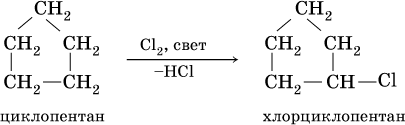 CH₂ CH₂
CH₂ CH₂ Cl₂, свет CH₂ CH₂
CH₂—CH₂ –HCl CH₂—CH—Cl
циклопентан хлорциклопентан